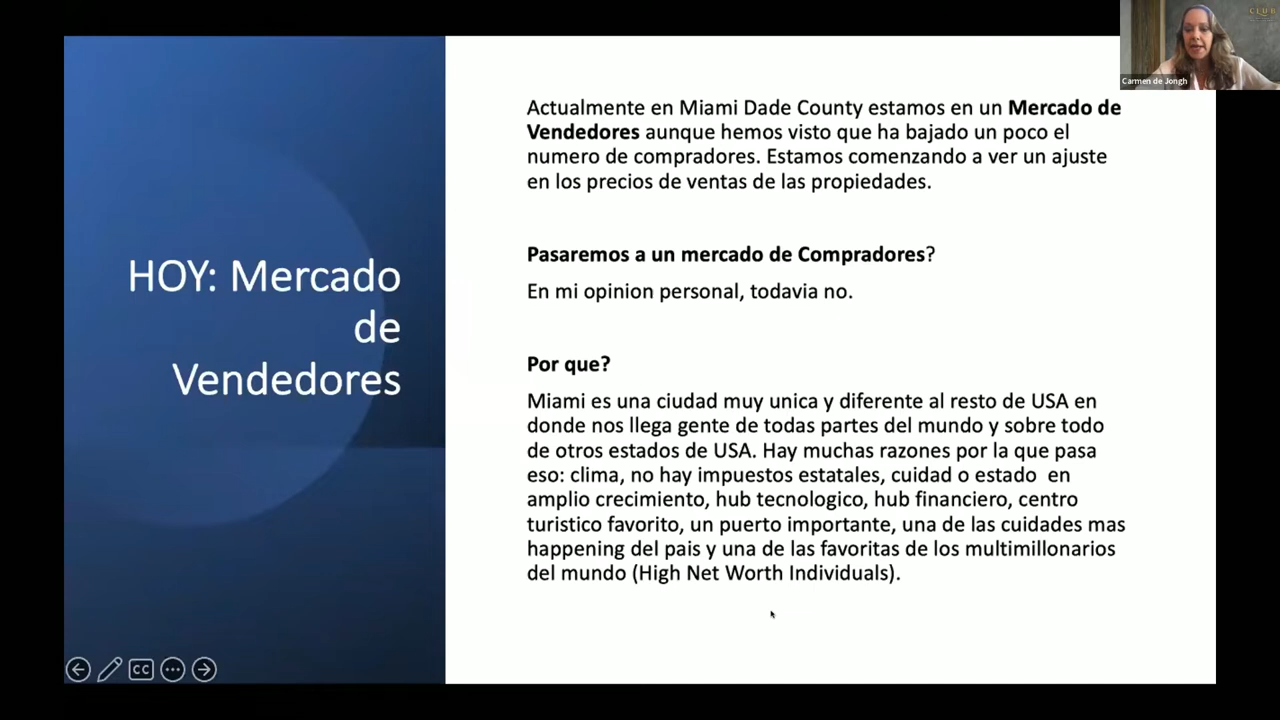 CLUB
Carmen de Jongh
HOY: Mercado
de
Vendedores
Actualmente en Miami Dade County estamos en un Mercado de
Vendedores aunque hemos visto que ha bajado un poco el
numero de compradores. Estamos comenzando a ver un ajuste
en los precios de ventas de las propiedades.
Pasaremos a un mercado de Compradores?
En mi opinion personal, todavia no.
Por que?
Miami es una ciudad muy unica y diferente al resto de USA en
donde nos llega gente de todas partes del mundo y sobre todo
de otros estados de USA. Hay muchas razones por la que pasa
eso: clima, no hay impuestos estatales, cuidad o estado en
amplio crecimiento, hub tecnologico, hub financiero, centro
turistico favorito, un puerto importante, una de las cuidades mas
happening del pais y una de las favoritas de los multimillonarios
del mundo (High Net Worth Individuals).
CC